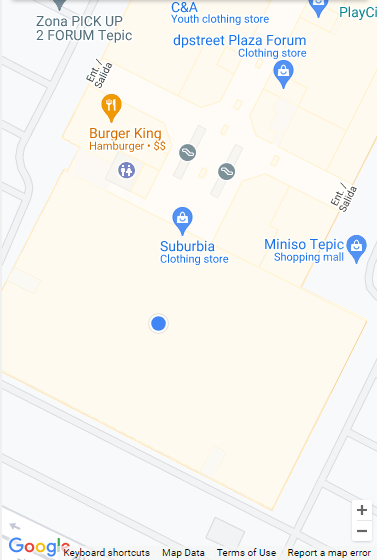 C&A
Youth clothing store
PlayCi
Zona PICK UP
2 FORUM Tepic
dpstreet Plaza Forum
Clothing store
Ent. /
Salida
Burger King
Hamburger • $$
Ent. /
Salida
Suburbia
Clothing store
Miniso Tepic
Shopping mall
+
−
Google
Keyboard shortcuts
Map Data
Terms of Use
Report a map error